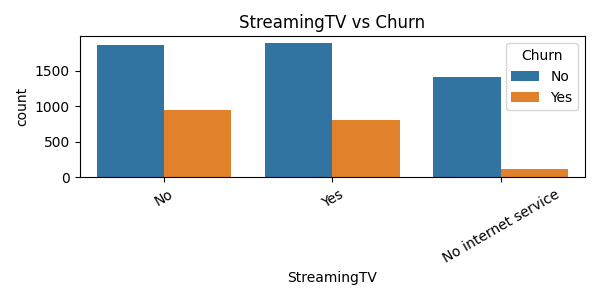 StreamingTV vs Churn
count
1500
1000
500
0
Churn
No
Yes
No
Yes
No internet service
StreamingTV